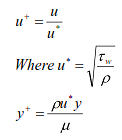 u⁺ = u / u*
Where u* = √(τ_w / ρ)
y⁺ = ρu*y / μ